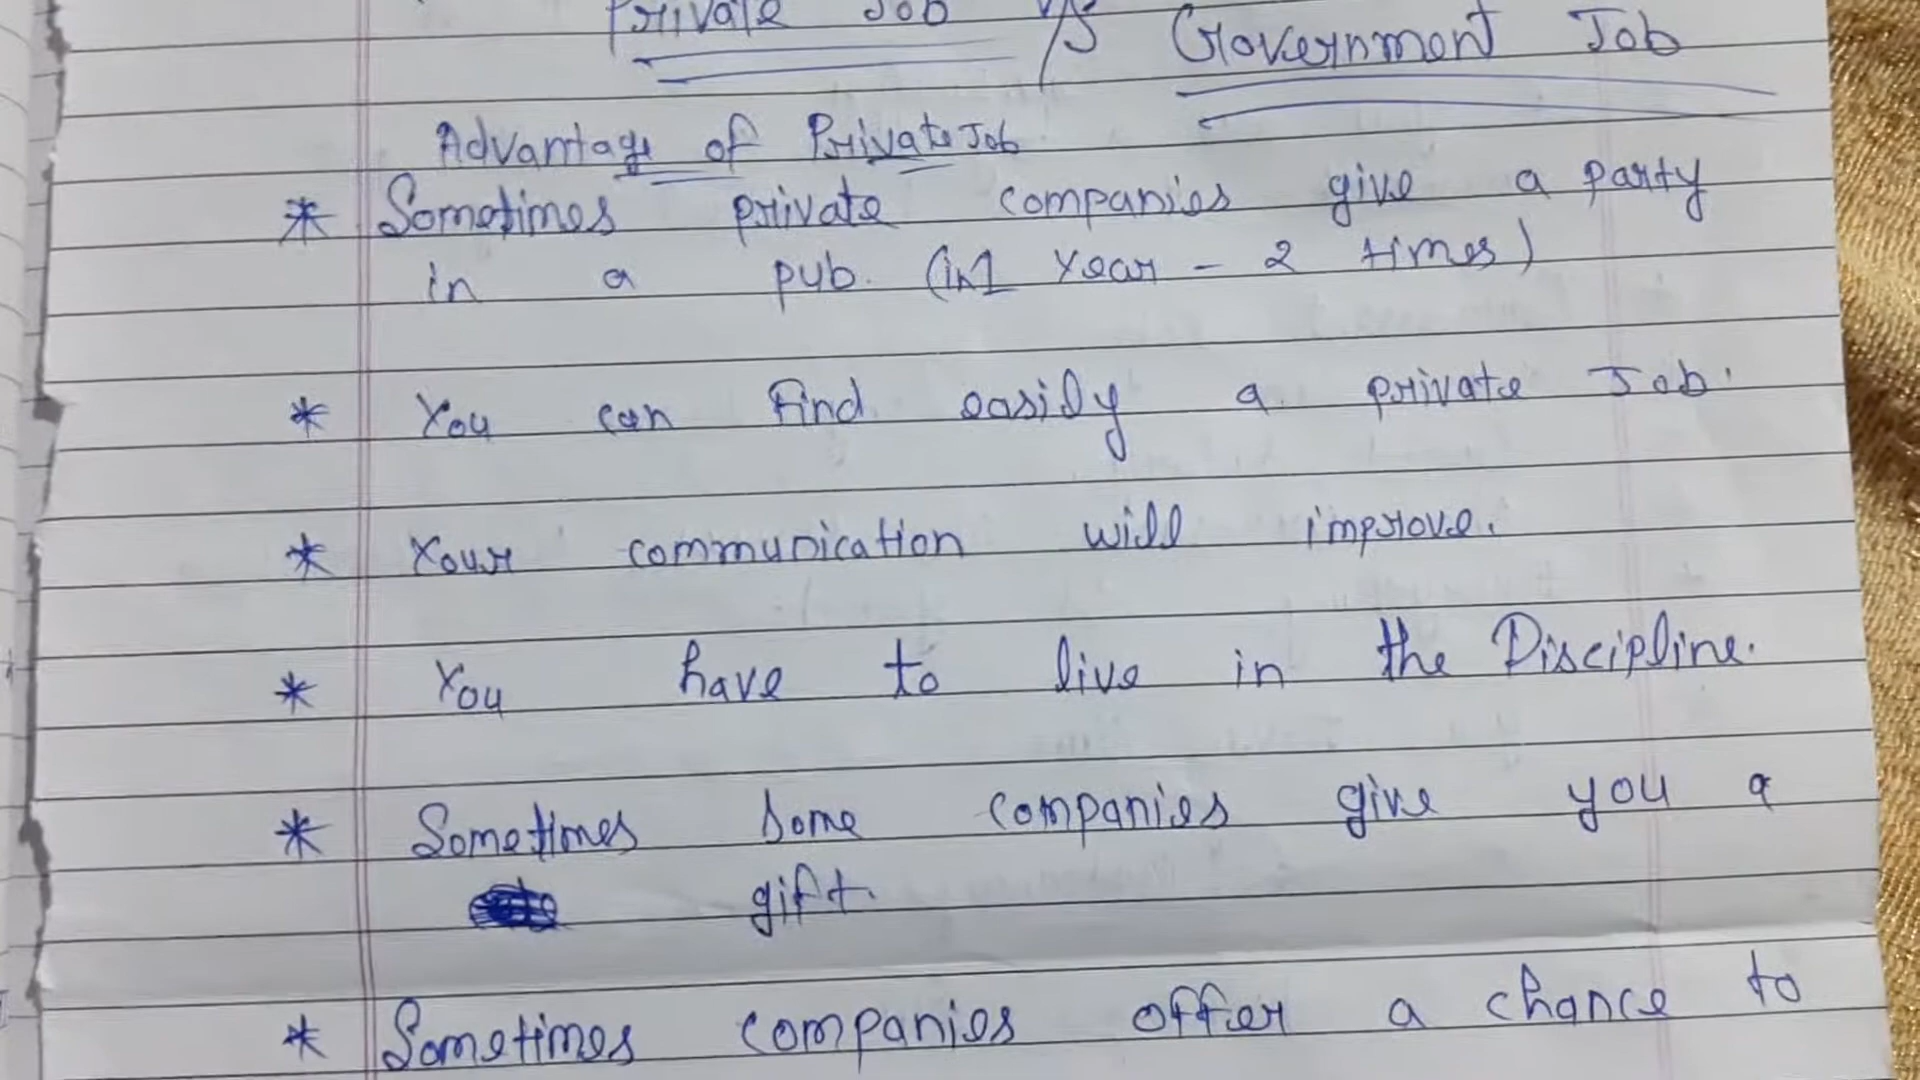 Private Job v/s Government Job
Advantage of Private Job
* Sometimes private companies give a party
in a pub. (in 1 Year - 2 times)
* You can find easily a private Job.
* Your communication will improve.
* You have to live in the Discipline.
* Sometimes some companies give you a
gift.
* Sometimes companies offer a chance to